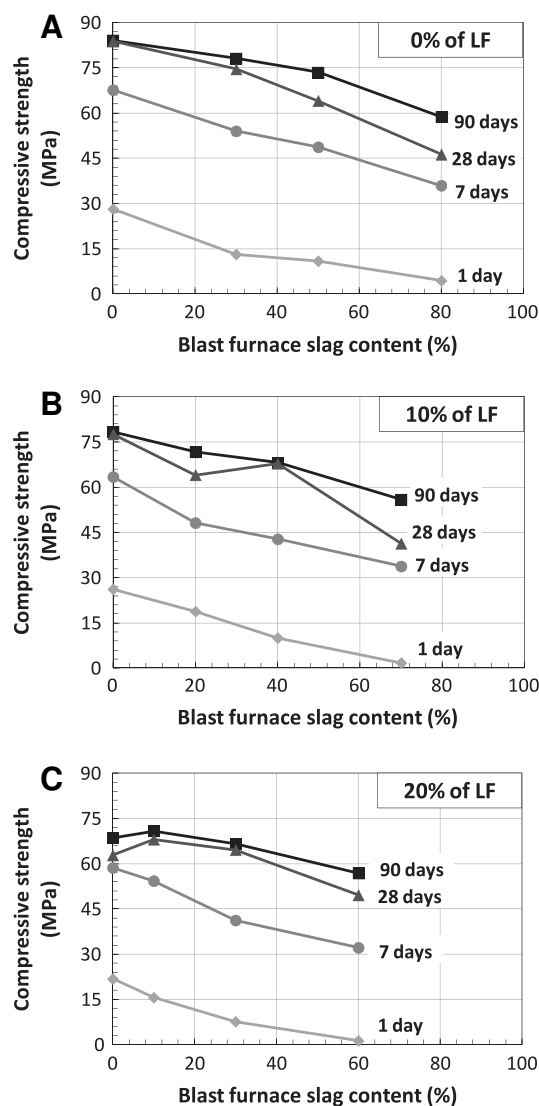 A
0% of LF
Compressive strength
(MPa)
90
75
60
45
30
15
0
90 days
28 days
7 days
1 day
0 20 40 60 80 100
Blast furnace slag content (%)
B
10% of LF
Compressive strength
(MPa)
90
75
60
45
30
15
0
90 days
28 days
7 days
1 day
0 20 40 60 80 100
Blast furnace slag content (%)
C
20% of LF
Compressive strength
(MPa)
90
75
60
45
30
15
0
90 days
28 days
7 days
1 day
0 20 40 60 80 100
Blast furnace slag content (%)